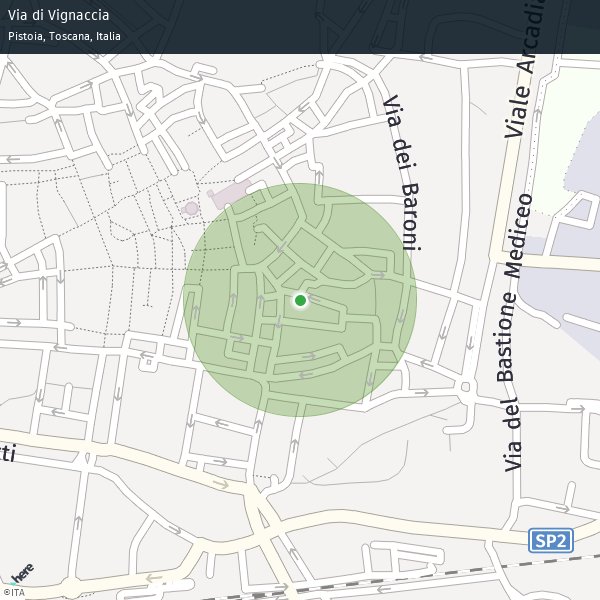 Via di Vignaccia
Pistoia, Toscana, Italia
Viale Arcadia
Via dei Baroni
Via del Bastione Mediceo
tti
SP2
here
©ITA